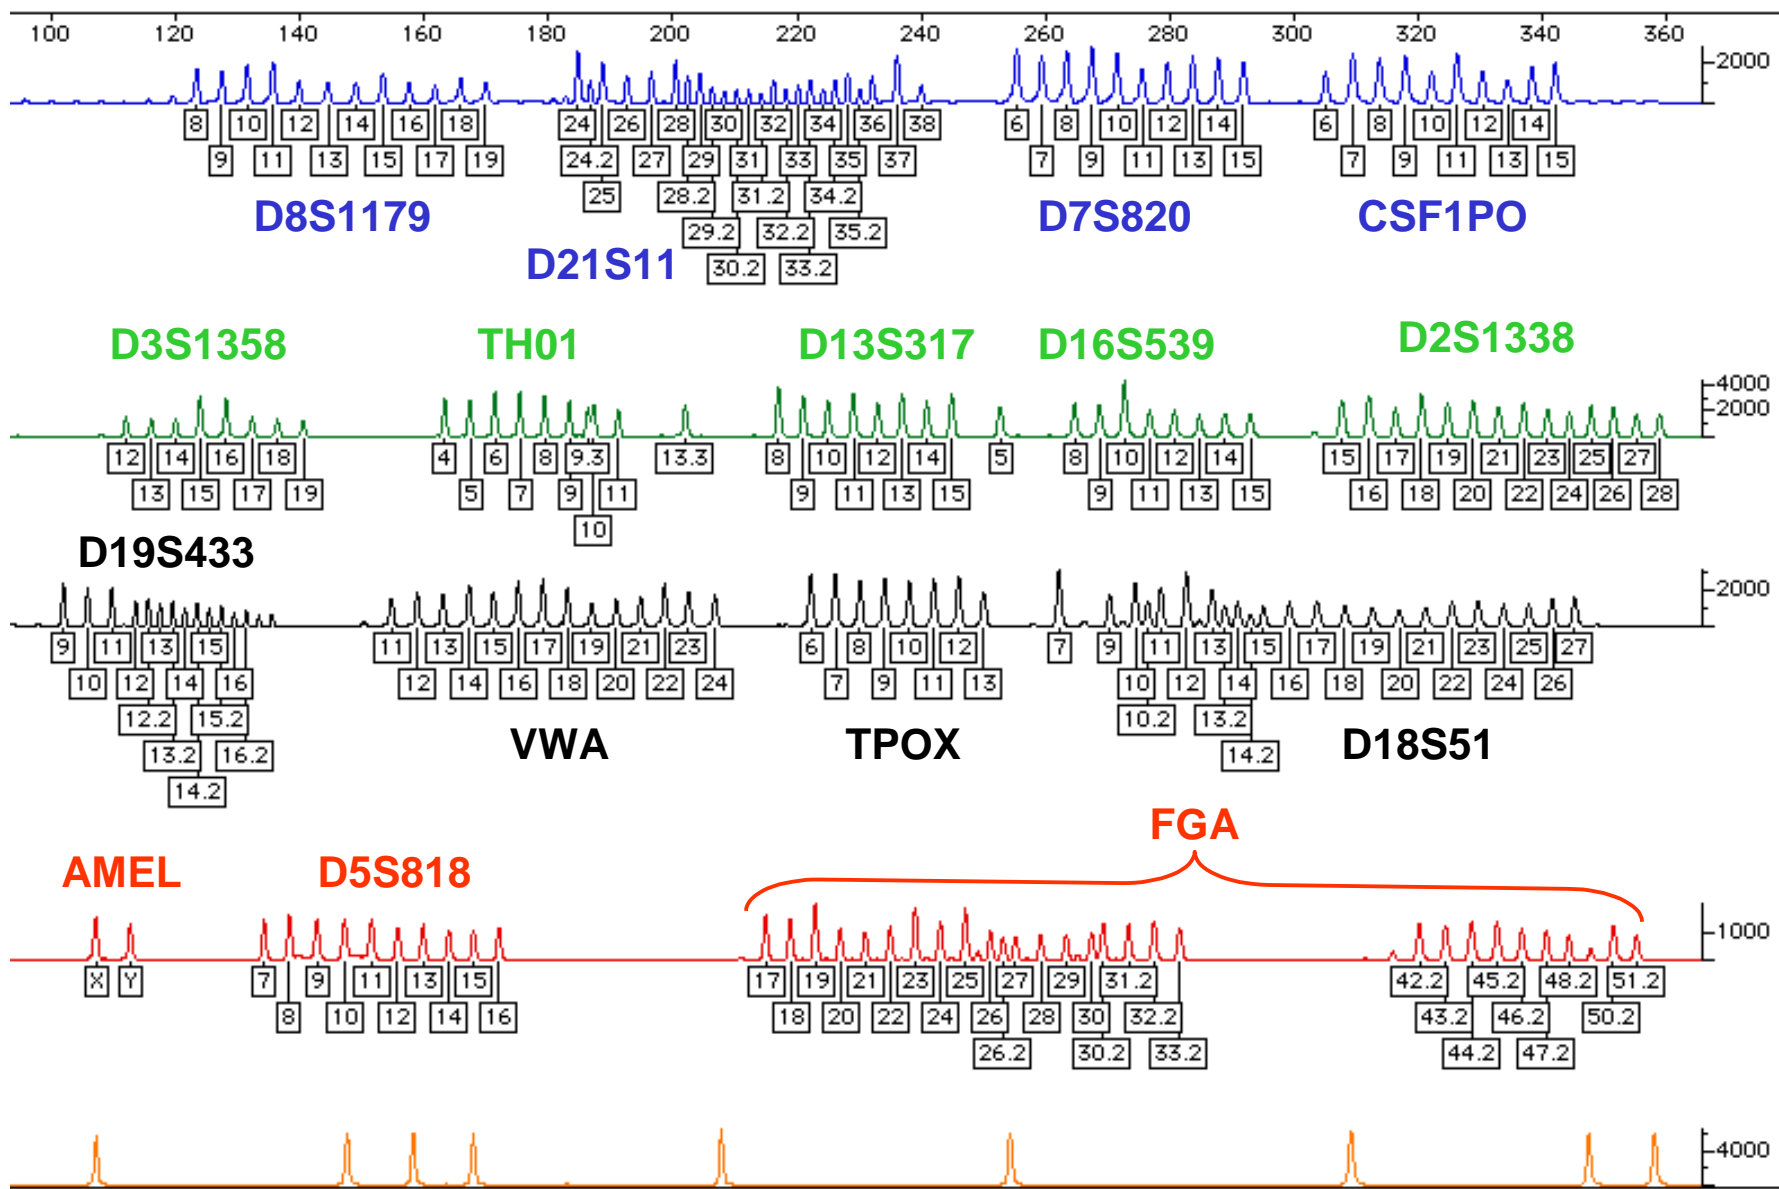 100 120 140 160 180 200 220 240 260 280 300 320 340 360
2000
8 10 12 14 16 18 24 26 28 30 32 34 36 38 6 8 10 12 14 6 8 10 12 14
9 11 13 15 17 19 24.2 27 29 31 33 35 37 7 9 11 13 15 7 9 11 13 15
25 28.2 31.2 34.2
D8S1179 D7S820 CSF1PO
29.2 32.2 35.2
D21S11 30.2 33.2
D3S1358 TH01 D13S317 D16S539 D2S1338
4000
2000
12 14 16 18 4 6 8 9.3 13.3 8 10 12 14 5 8 10 12 14 15 17 19 21 23 25 27
13 15 17 19 5 7 9 11 9 11 13 15 9 11 13 15 16 18 20 22 24 26 28
10
D19S433
2000
9 11 13 15 11 13 15 17 19 21 23 6 8 10 12 7 9 11 13 15 17 19 21 23 25 27
10 12 14 16 12 14 16 18 20 22 24 7 9 11 13 10 12 14 16 18 20 22 24 26
12.2 15.2 10.2 13.2
13.2 16.2 VWA TPOX 14.2 D18S51
14.2
FGA
AMEL D5S818
1000
X Y 7 9 11 13 15 17 19 21 23 25 27 29 31.2 42.2 45.2 48.2 51.2
8 10 12 14 16 18 20 22 24 26 28 30 32.2 43.2 46.2 50.2
26.2 30.2 33.2 44.2 47.2
4000